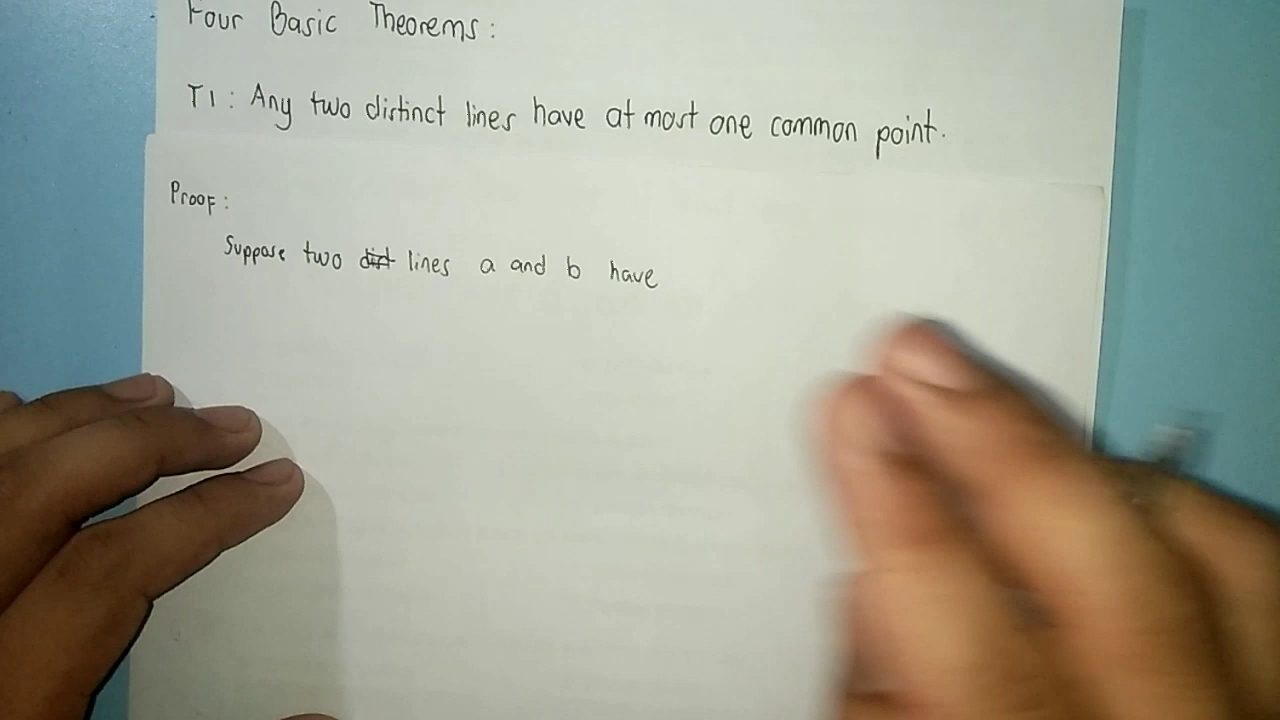 Four Basic Theorems:
T1: Any two distinct lines have at most one common point.
Proof:
Suppose two dist lines a and b have